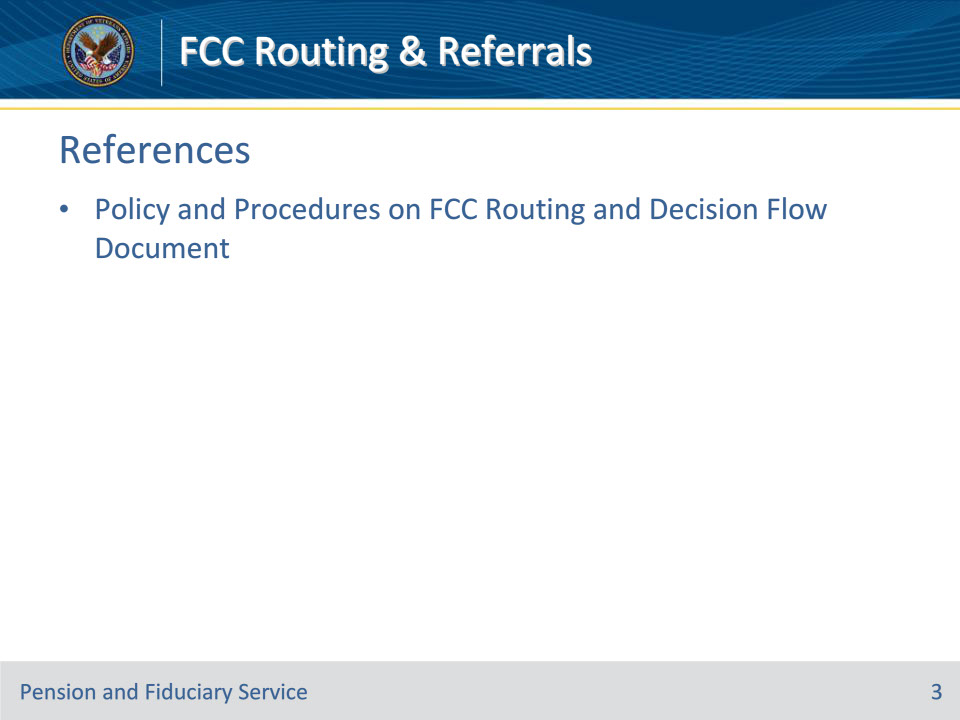 FCC Routing & Referrals
References
• Policy and Procedures on FCC Routing and Decision Flow
Document
Pension and Fiduciary Service
3